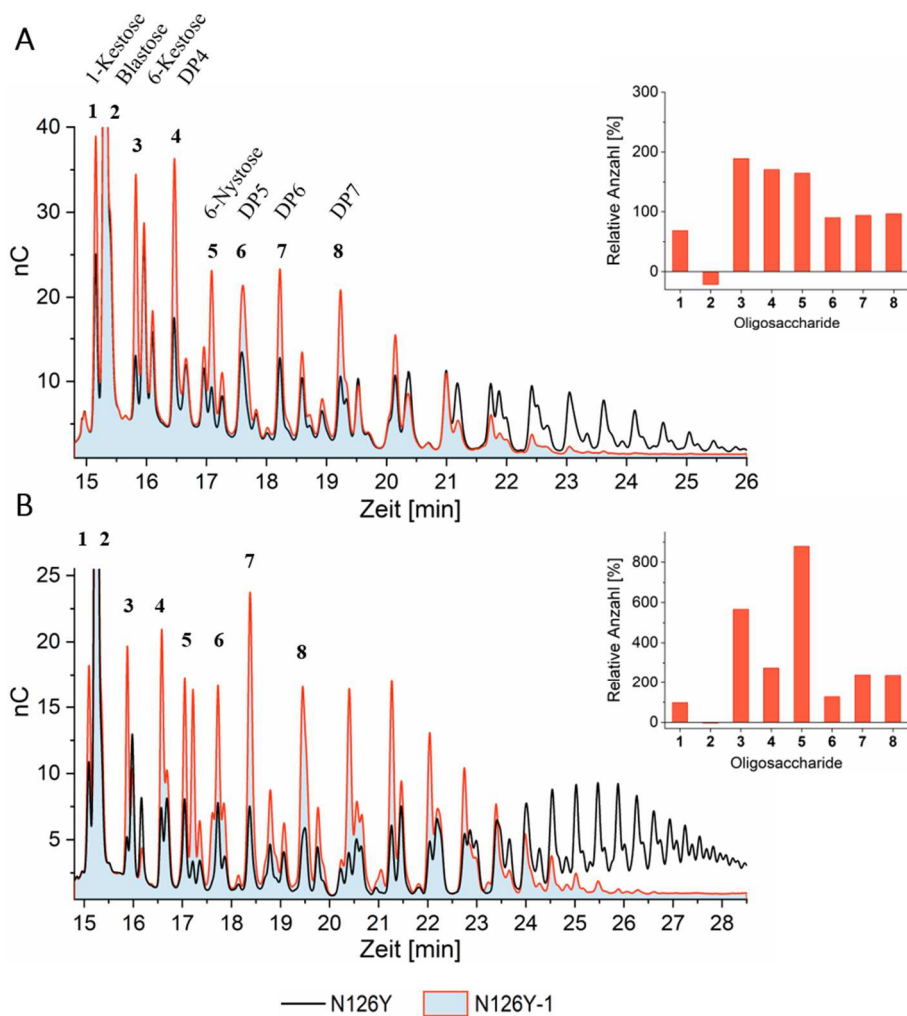 A
1-Kestose
Blastose
6-Kestose
DP4
6-Nystose
DP5
DP6
DP7
1 2 3 4 5 6 7 8
40
30
20
10
nC
15 16 17 18 19 20 21 22 23 24 25 26
Zeit [min]
300
200
100
0
Relative Anzahl [%]
1 2 3 4 5 6 7 8
Oligosaccharide
B
1 2 3 4 5 6 7 8
25
20
15
10
5
nC
15 16 17 18 19 20 21 22 23 24 25 26 27 28
Zeit [min]
800
600
400
200
0
Relative Anzahl [%]
1 2 3 4 5 6 7 8
Oligosaccharide
N126Y N126Y-1